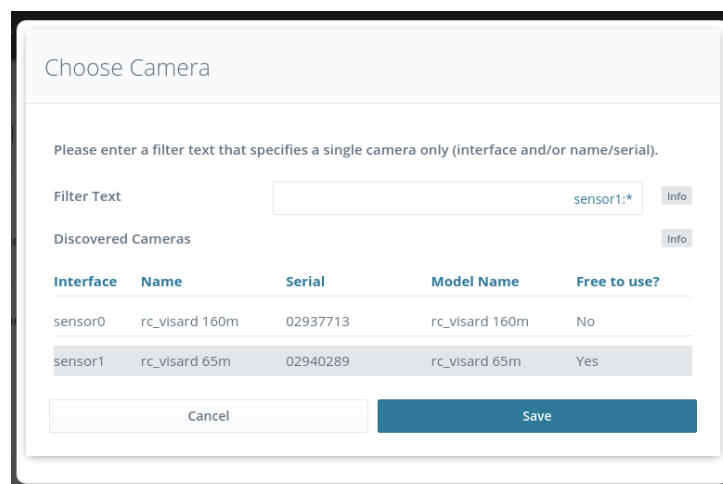 Choose Camera
Please enter a filter text that specifies a single camera only (interface and/or name/serial).
Filter Text sensor1:* Info
Discovered Cameras Info
Interface Name Serial Model Name Free to use?
sensor0 rc_visard 160m 02937713 rc_visard 160m No
sensor1 rc_visard 65m 02940289 rc_visard 65m Yes
Cancel Save